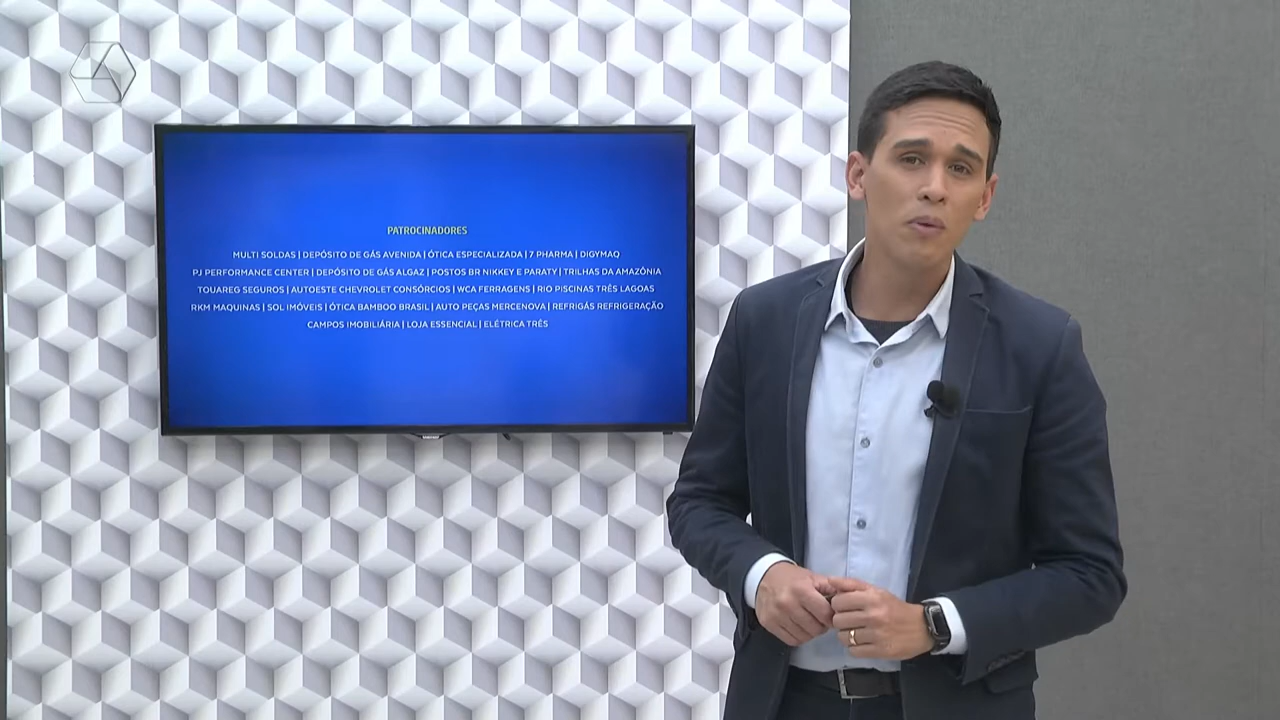 PATROCINADORES
MULTI SOLDAS | DEPÓSITO DE GÁS AVENIDA | ÓTICA ESPECIALIZADA | 7 PHARMA | DIGYMAQ
PJ PERFORMANCE CENTER | DEPÓSITO DE GÁS ALGAZ | POSTOS BR NIKKEY E PARATY | TRILHAS DA AMAZÔNIA
TOUAREG SEGUROS | AUTOESTE CHEVROLET CONSÓRCIOS | WCA FERRAGENS | RIO PISCINAS TRÊS LAGOAS
RKM MAQUINAS | SOL IMÓVEIS | ÓTICA BAMBOO BRASIL | AUTO PEÇAS MERCENOVA | REFRIGÁS REFRIGERAÇÃO
CAMPOS IMOBILIÁRIA | LOJA ESSENCIAL | ELÉTRICA TRÊS